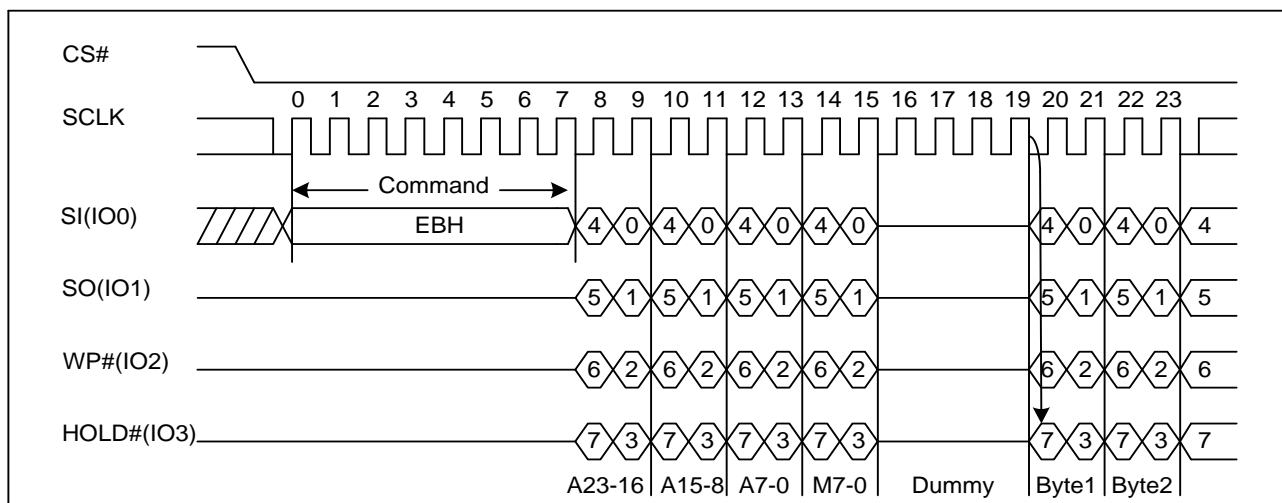 CS#
0 1 2 3 4 5 6 7 8 9 10 11 12 13 14 15 16 17 18 19 20 21 22 23
SCLK
Command
SI(IO0) EBH 4 0 4 0 4 0 4 0 4 0 4 0 4
SO(IO1) 5 1 5 1 5 1 5 1 5 1 5 1 5
WP#(IO2) 6 2 6 2 6 2 6 2 6 2 6 2 6
HOLD#(IO3) 7 3 7 3 7 3 7 3 7 3 7 3 7
A23-16 A15-8 A7-0 M7-0 Dummy Byte1 Byte2